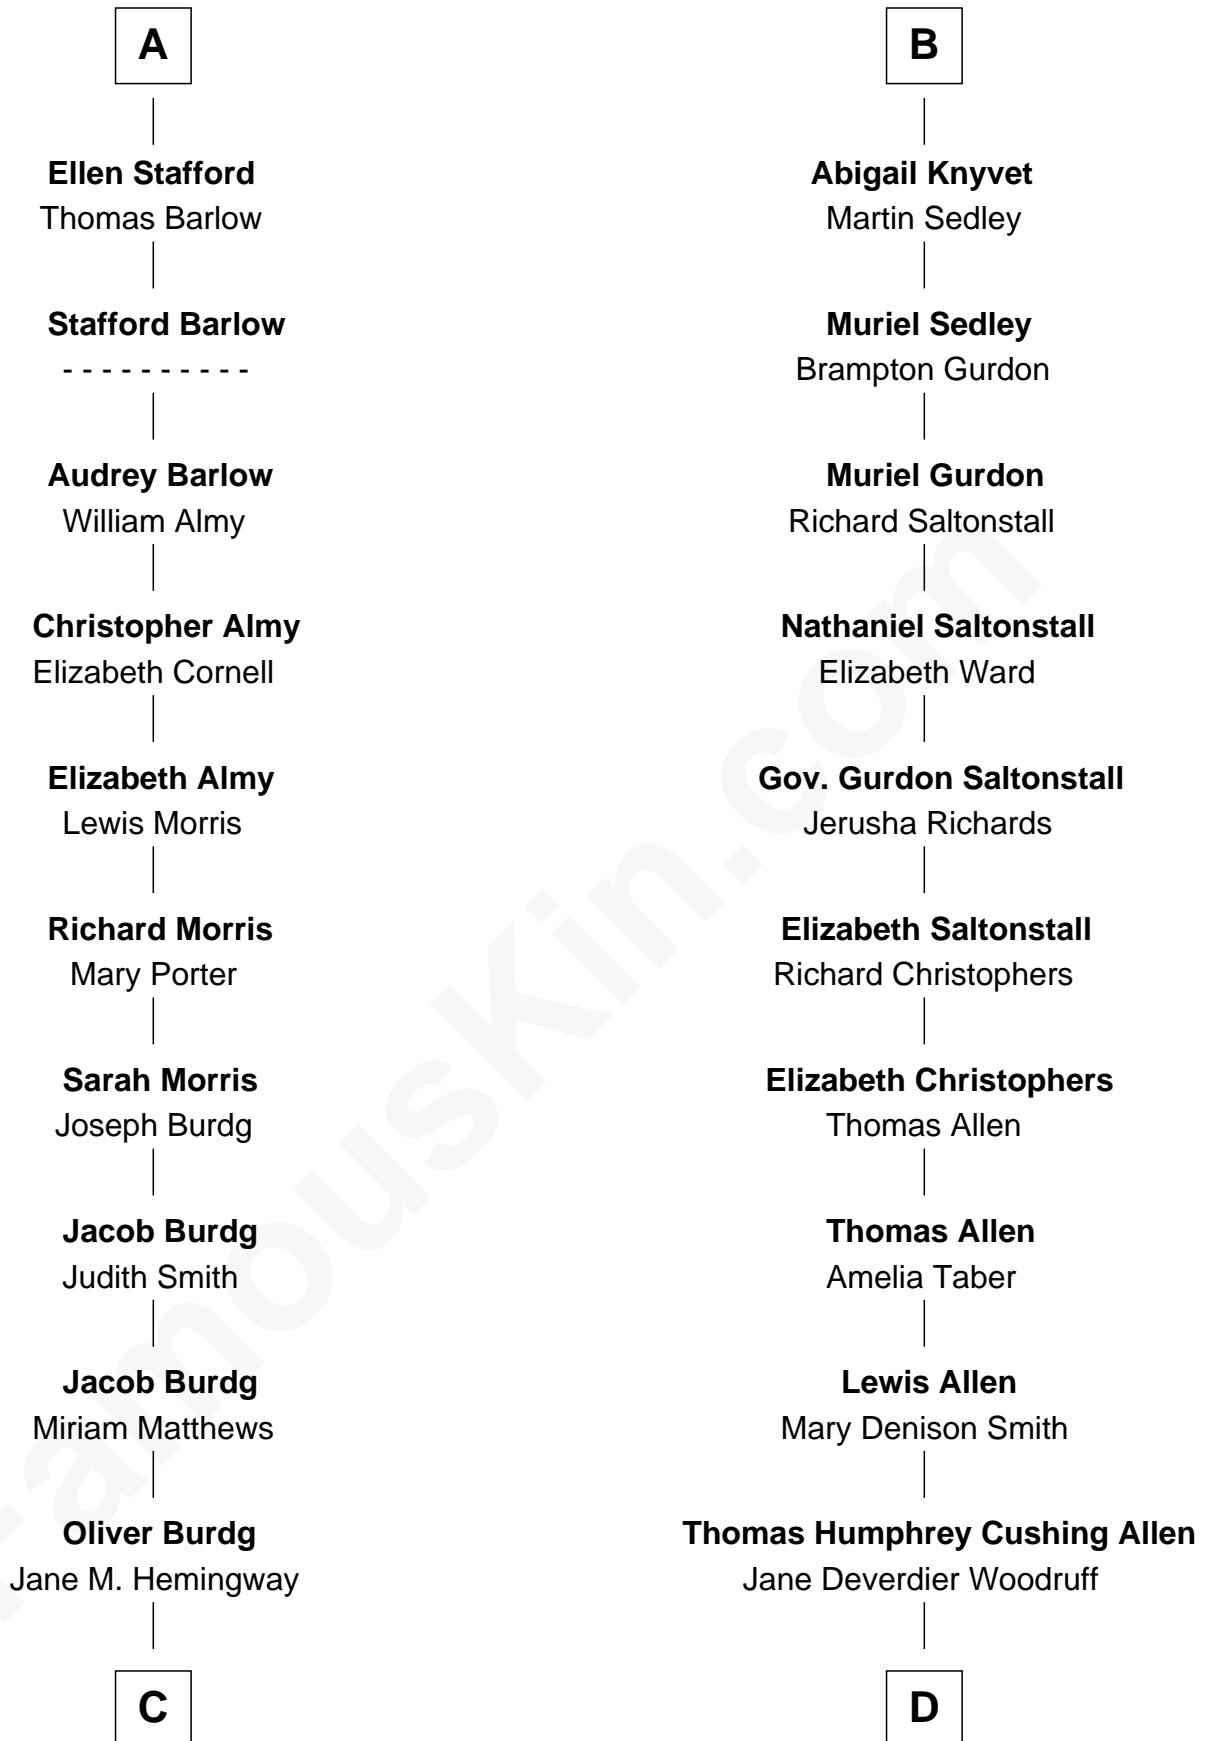 A
Ellen Stafford
Thomas Barlow
Stafford Barlow
- - - - - - - - - -
Audrey Barlow
William Almy
Christopher Almy
Elizabeth Cornell
Elizabeth Almy
Lewis Morris
Richard Morris
Mary Porter
Sarah Morris
Joseph Burdg
Jacob Burdg
Judith Smith
Jacob Burdg
Miriam Matthews
Oliver Burdg
Jane M. Hemingway
C
B
Abigail Knyvet
Martin Sedley
Muriel Sedley
Brampton Gurdon
Muriel Gurdon
Richard Saltonstall
Nathaniel Saltonstall
Elizabeth Ward
Gov. Gurdon Saltonstall
Jerusha Richards
Elizabeth Saltonstall
Richard Christophers
Elizabeth Christophers
Thomas Allen
Thomas Allen
Amelia Taber
Lewis Allen
Mary Denison Smith
Thomas Humphrey Cushing Allen
Jane Deverdier Woodruff
D
FamousKin.com